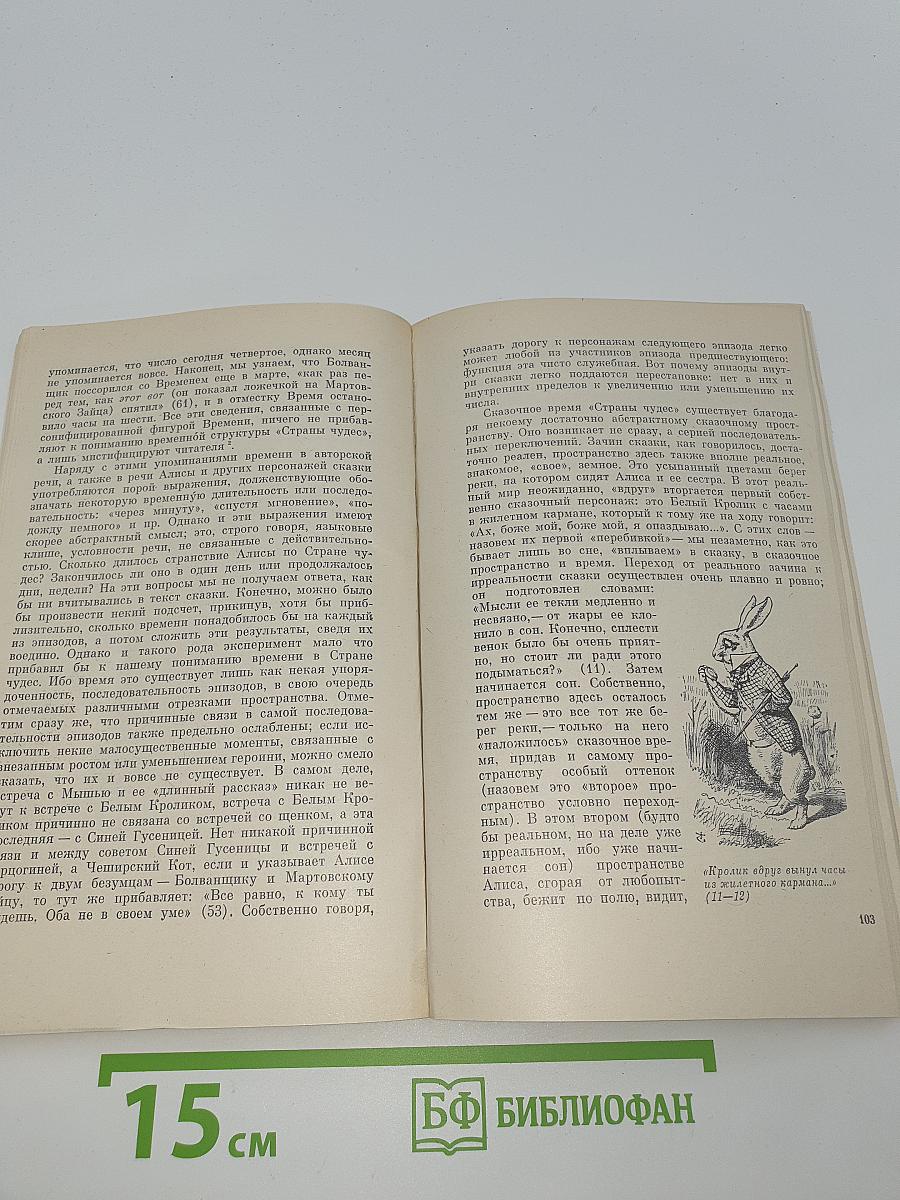 упоминается, что число сегодня четвертое, однако месяц
не упоминается вовсе. Наконец, мы узнаем, что Болван-
щик поссорился со Временем еще в марте, «как раз пе-
ред тем, как этот вот (он показал ложечкой на Мартов-
ского Зайца) спятил» (61), и в отместку Время остано-
вило часы на шести. Все эти сведения, связанные с пер-
сонифицированной фигурой Времени, ничего не прибав-
ляют к пониманию временно́й структуры «Страны чудес»,
а лишь мистифицируют читателя 2.
Наряду с этими упоминаниями времени в авторской
речи, а также в речи Алисы и других персонажей сказки
употребляются порой выражения, долженствующие обо-
значать некоторую временну́ю длительность или последо-
вательность: «через минуту», «спустя мгновение», «по-
дожду немного» и пр. Однако и эти выражения имеют
скорее абстрактный смысл; это, строго говоря, языковые
клише, условности речи, не связанные с действительно-
стью. Сколько длилось странствие Алисы по Стране чу-
дес? Закончилось ли оно в один день или продолжалось
дни, недели? На эти вопросы мы не получаем ответа, как
бы ни вчитывались в текст сказки. Конечно, можно было
бы произвести некий подсчет, прикинув, хотя бы приб-
лизительно, сколько времени понадобилось бы на каждый
из эпизодов, а потом сложить эти результаты, сведя их
воедино. Однако и такого рода эксперимент мало что
прибавил бы к нашему пониманию времени в Стране
чудес. Ибо время это существует лишь как некая упоря-
доченность, последовательность эпизодов, в свою очередь
отмечаемых различными отрезками пространства. Отме-
тим сразу же, что причинные связи в самой последова-
тельности эпизодов также предельно ослаблены; если ис-
ключить некие малосущественные моменты, связанные с
внезапным ростом или уменьшением героини, можно смело
сказать, что их и вовсе не существует. В самом деле,
встреча с Мышью и ее «длинный рассказ» никак не ве-
ут к встрече с Белым Кроликом, встреча с Белым Кро-
иком причинно не связана со встречей со щенком, а эта
оследняя — с Синей Гусеницей. Нет никакой причинной
язи и между советом Синей Гусеницы и встречей с
рцогиней, а Чеширский Кот, если и указывает Алисе
рогу к двум безумцам — Болванщику и Мартовскому
йцу, то тут же прибавляет: «Все равно, к кому ты
йдешь. Оба не в своем уме» (53). Собственно говоря,
указать дорогу к персонажам следующего эпизода легко
может любой из участников эпизода предшествующего:
функция эта чисто служебная. Вот почему эпизоды внут-
ри сказки легко поддаются перестановке: нет в них и
внутренних пределов к увеличению или уменьшению их
числа.
Сказочное время «Страны чудес» существует благода-
ря некоему достаточно абстрактному сказочному прост-
ранству. Оно возникает не сразу, а серией последователь-
ных переключений. Зачин сказки, как говорилось, доста-
точно реален, пространство здесь также вполне реальное,
знакомое, «свое», земное. Это усыпанный цветами берег
реки, на котором сидят Алиса и ее сестра. В этот реаль-
ный мир неожиданно, «вдруг» вторгается первый собст-
венно сказочный персонаж: это Белый Кролик с часами
в жилетном кармане, который к тому же на ходу говорит:
«Ах, боже мой, боже мой, я опаздываю...». С этих слов —
назовем их первой «перебивкой» — мы незаметно, как это
бывает лишь во сне, «вплываем» в сказку, в сказочное
пространство и время. Переход от реального зачина к
ирреальности сказки осуществлен очень плавно и ровно;
он подготовлен словами:
«Мысли ее текли медленно и
несвязно,— от жары ее кло-
нило в сон. Конечно, сплести
венок было бы очень прият-
но, но стоит ли ради этого
подыматься?» (11). Затем
начинается сон. Собственно,
пространство здесь осталось
тем же — это все тот же бе-
рег реки,— только на него
«наложилось» сказочное вре-
мя, придав и самому про-
странству особый оттенок
(назовем это «второе» про-
странство условно переход-
ным). В этом втором (будто
бы реальном, но на деле уже
ирреальном, ибо уже начи-
нается сон) пространстве
Алиса, сгорая от любопыт-
ства, бежит по полю, видит,
«Кролик вдруг вынул часы
из жилетного кармана...»
(11—12)
103
15 см
БФ БИБЛИОФАН